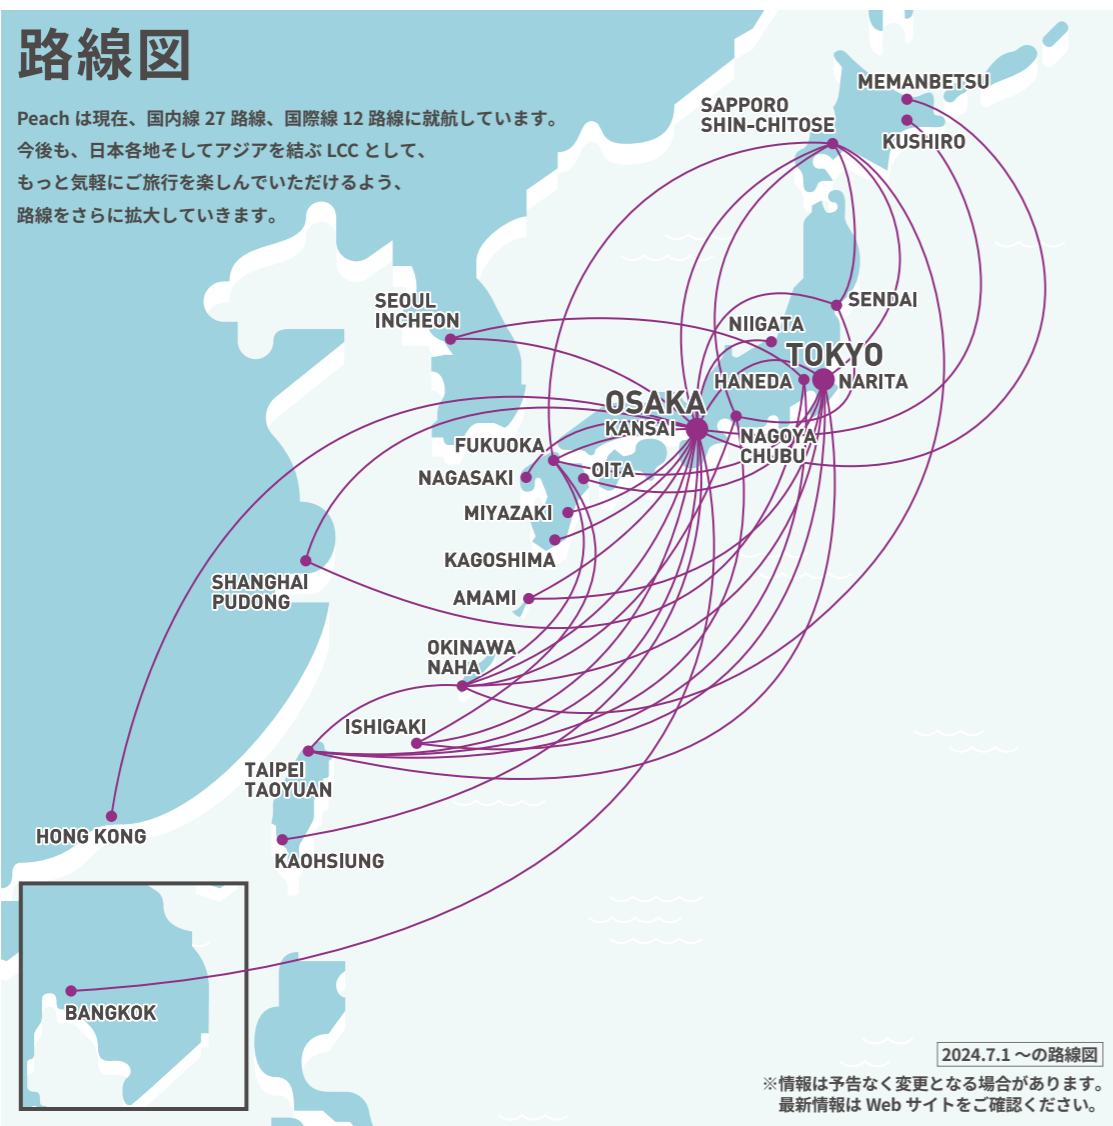 路線図
Peach は現在、国内線 27 路線、国際線 12 路線に就航しています。
今後も、日本各地そしてアジアを結ぶ LCC として、
もっと気軽にご旅行を楽しんでいただけるよう、
路線をさらに拡大していきます。
MEMANBETSU
SAPPORO
SHIN-CHITOSE
KUSHIRO
SEOUL
INCHEON
SENDAI
NIIGATA
TOKYO
HANEDA
NARITA
OSAKA
KANSAI
NAGOYA
CHUBU
FUKUOKA
OITA
NAGASAKI
MIYAZAKI
KAGOSHIMA
SHANGHAI
PUDONG
AMAMI
OKINAWA
NAHA
ISHIGAKI
TAIPEI
TAOYUAN
HONG KONG
KAOHSIUNG
BANGKOK
2024.7.1 ～の路線図
※情報は予告なく変更となる場合があります。
最新情報は Web サイトをご確認ください。